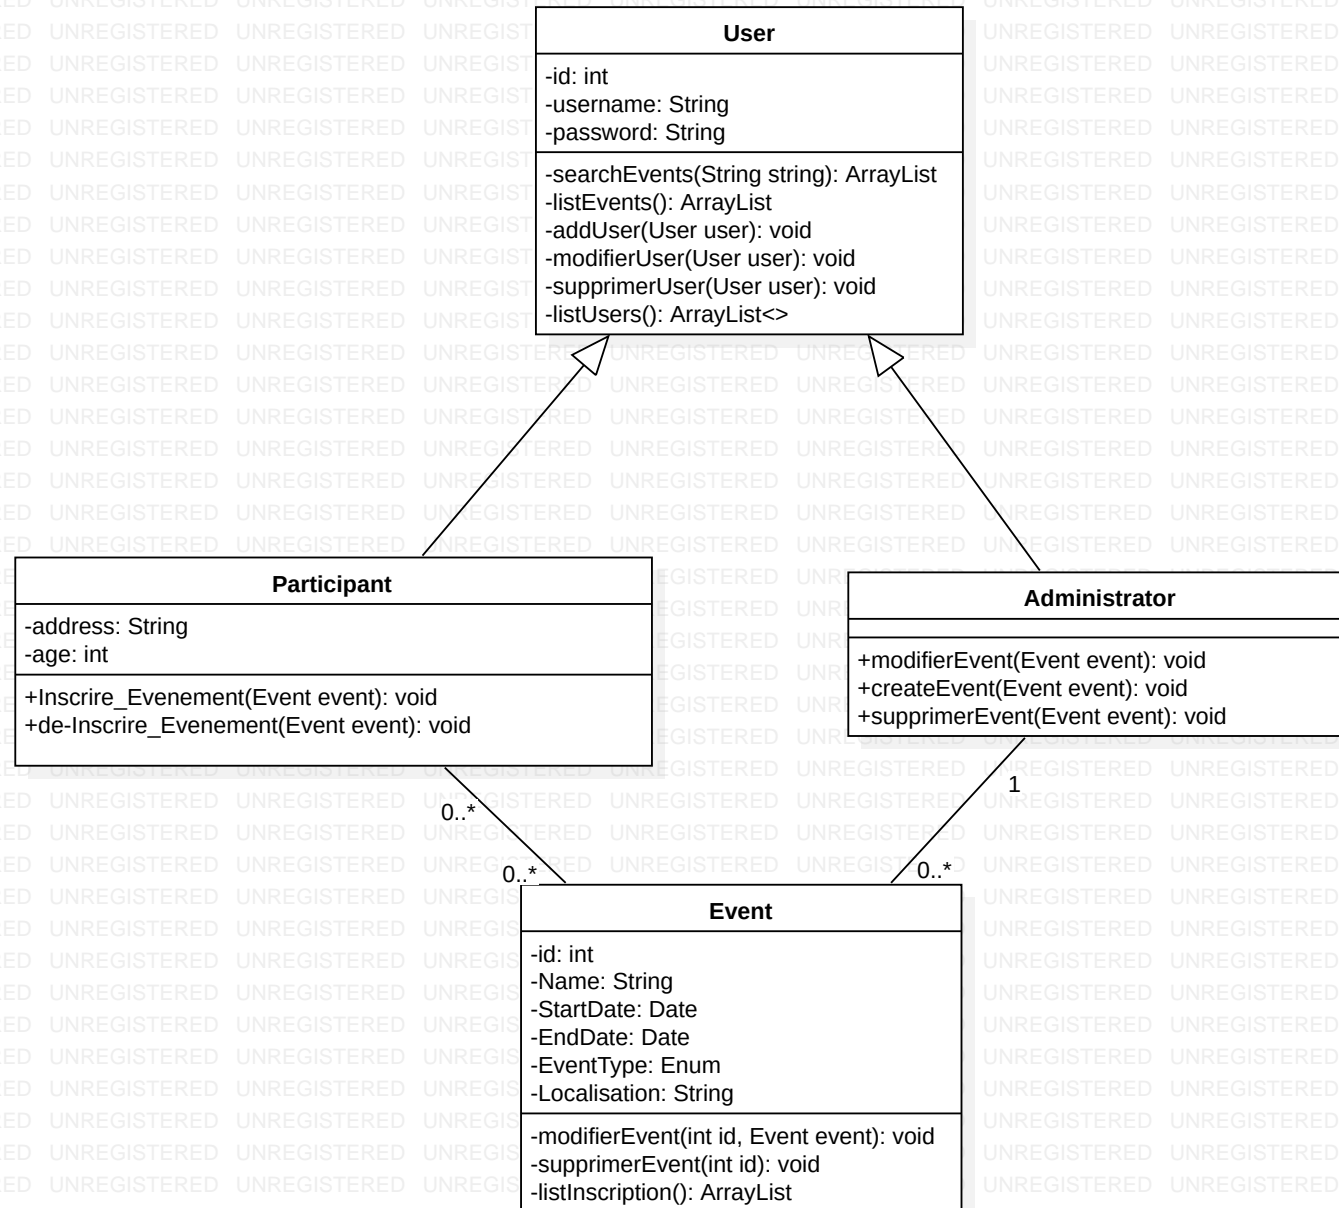 User
-id: int
-username: String
-password: String
-searchEvents(String string): ArrayList
-listEvents(): ArrayList
-addUser(User user): void
-modifierUser(User user): void
-supprimerUser(User user): void
-listUsers(): ArrayList<>
Participant
-address: String
-age: int
+Inscrire_Evenement(Event event): void
+de-Inscrire_Evenement(Event event): void
Administrator
+modifierEvent(Event event): void
+createEvent(Event event): void
+supprimerEvent(Event event): void
0..*
0..*
1
0..*
Event
-id: int
-Name: String
-StartDate: Date
-EndDate: Date
-EventType: Enum
-Localisation: String
-modifierEvent(int id, Event event): void
-supprimerEvent(int id): void
-listInscription(): ArrayList
UNREGISTERED